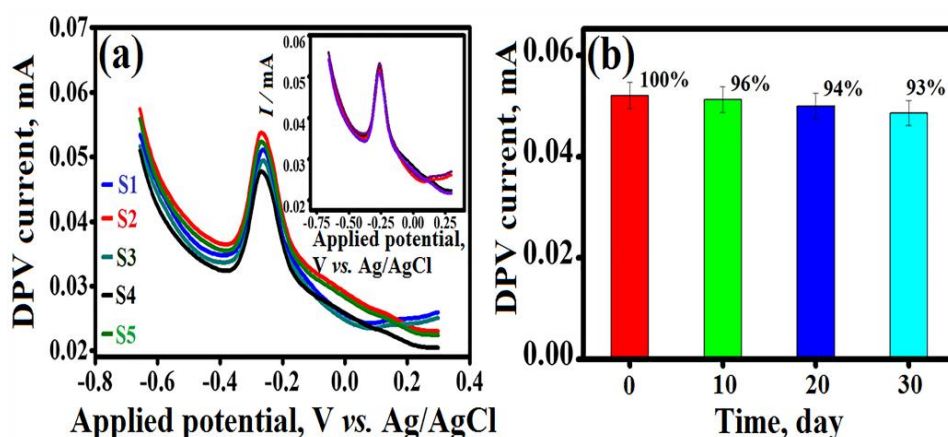 (a)
DPV current, mA
0.07
0.06
0.05
0.04
0.03
0.02
S1
S2
S3
S4
S5
-0.8 -0.6 -0.4 -0.2 0.0 0.2 0.4
Applied potential, V vs. Ag/AgCl
I / mA
0.06
0.05
0.04
0.03
0.02
-0.75 -0.50 -0.25 0.00 0.25
Applied potential,
V vs. Ag/AgCl
(b)
DPV current, mA
0.06
0.04
0.02
0.00
100% 96% 94% 93%
0 10 20 30
Time, day